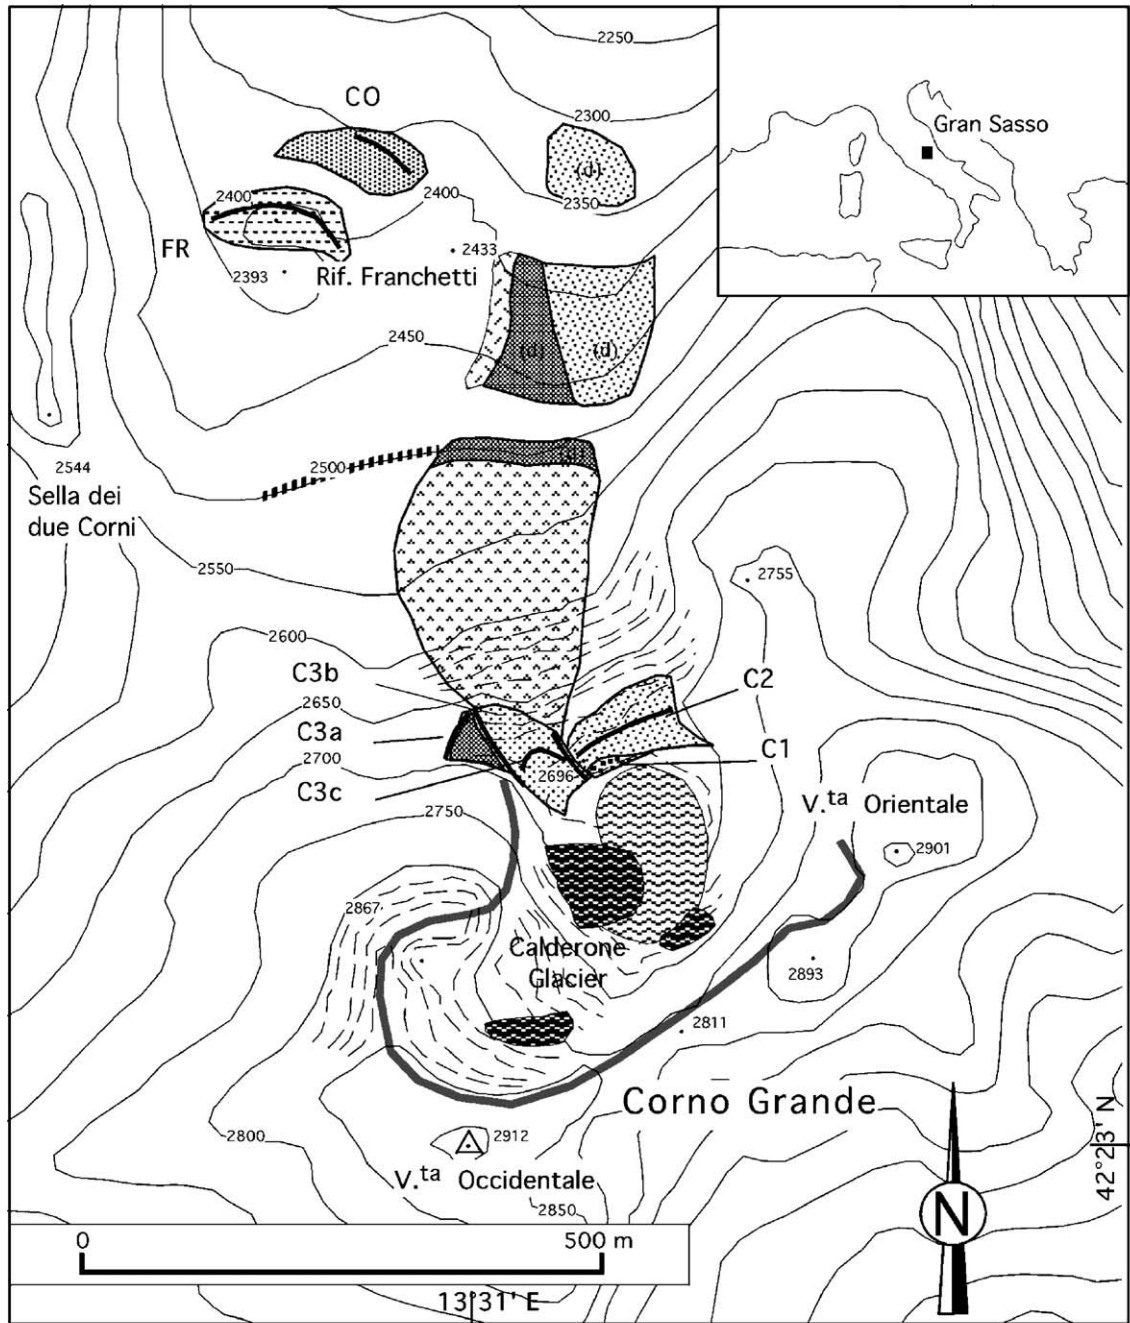 2250
CO
2300
Gran Sasso
(d)
2400
2400
2350
FR
2433
2393
Rif. Franchetti
2450
(d)
(d)
2544
2500
Sella dei
due Corni
2550
2755
2600
C3b
C2
2650
C3a
2700
C1
C3c
2696
V.ta Orientale
2750
2901
2867
Calderone
Glacier
2893
2811
Corno Grande
2800
2912
42°23' N
V.ta Occidentale
2850
N
0
500 m
13°31' E